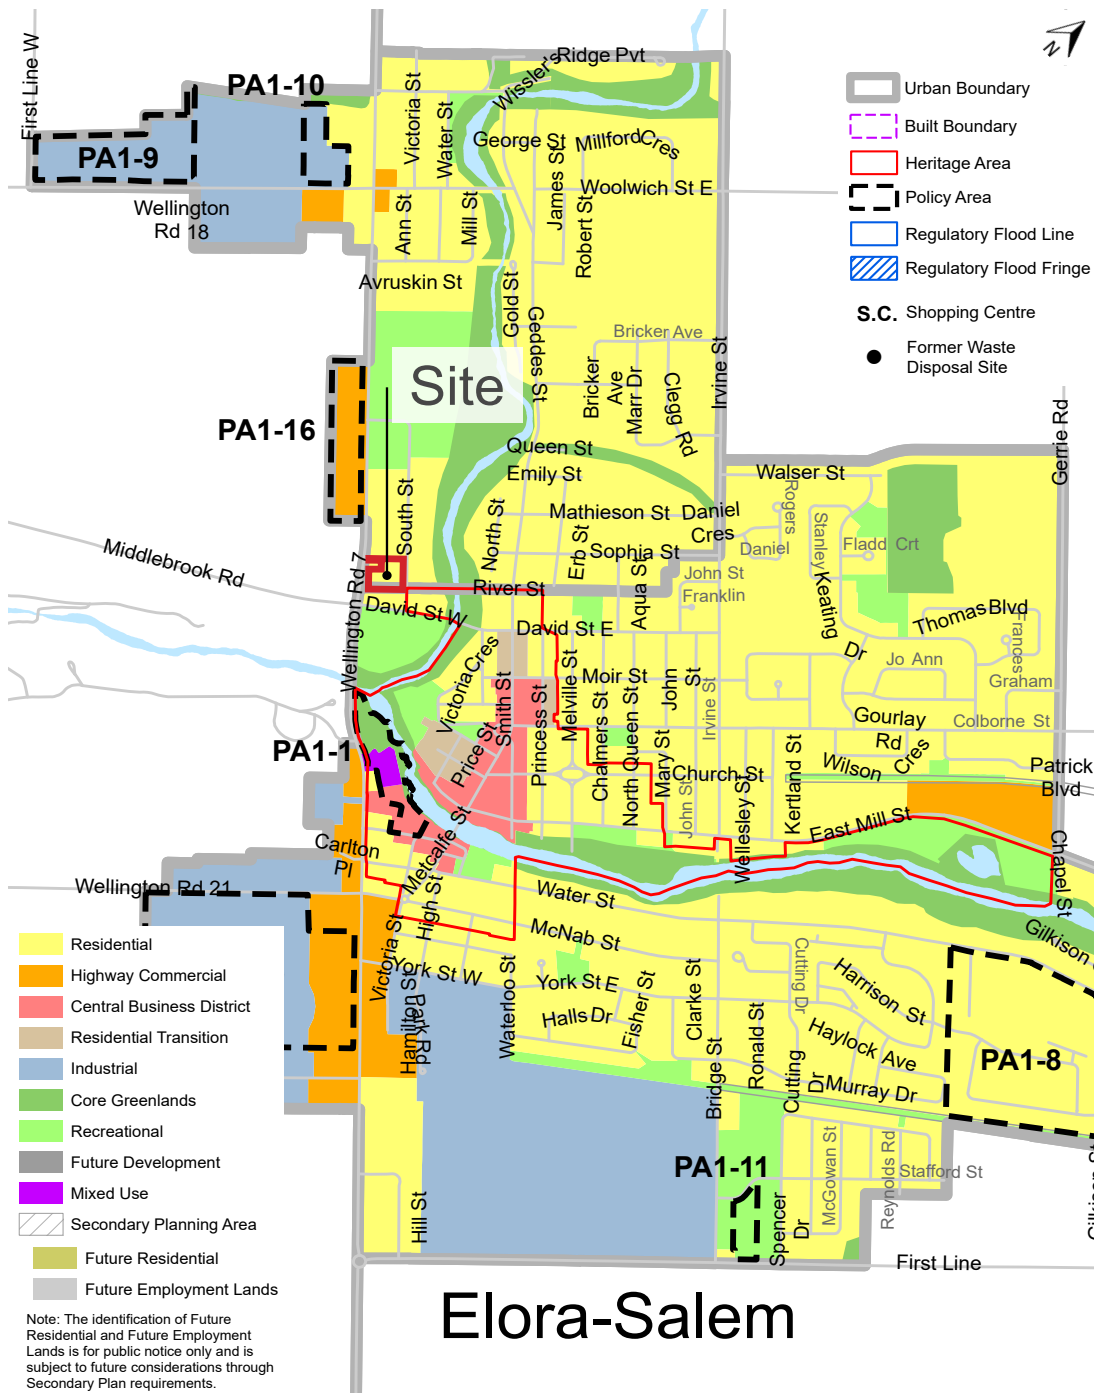 N
Ridge Pvt
Wissler's
First Line W
PA1-10
PA1-9
Victoria St
Water St
George St
Millford Cres
James St
Woolwich St E
Wellington
Rd 18
Ann St
Mill St
Robert St
Avruskin St
Gold St
Geddes St
Bricker Ave
Irvine St
Site
Bricker
Ave
Marr Dr
Clegg Rd
PA1-16
Queen St
Emily St
Walser St
Gerrie Rd
South St
North St
Mathieson St
Daniel
Cres
Rogers
Daniel
Stanley
Fladd Crt
Erb St
Sophia St
Middlebrook Rd
Wellington Rd 7
River St
Aqua St
John St
Franklin
Keating
Dr
Thomas Blvd
Frances
David St W
David St E
Jo Ann
Graham
Victoria Cres
Smith St
Princess St
Melville St
Moir St
John
St
Irvine St
Chalmers St
North Queen St
Mary St
Gourlay
Rd
Colborne St
Cres
PA1-1
Price St
Church St
John St
Wellesley St
Kertland St
Wilson
Patrick
Blvd
East Mill St
Chapel St
Carlton
Pl
Metcalfe St
High St
Wellington Rd 21
Water St
McNab St
Gilkison
Victoria St
York St W
York St E
Hamilton St
Park Rd
Waterloo St
Halls Dr
Fisher St
Clarke St
Bridge St
Ronald St
Cutting Dr
Cutting
Dr
Harrison St
Haylock Ave
Murray Dr
PA1-8
PA1-11
McGowan St
Reynolds Rd
Stafford St
Spencer
Dr
Hill St
First Line
Gilkison St
Elora-Salem
Urban Boundary
Built Boundary
Heritage Area
Policy Area
Regulatory Flood Line
Regulatory Flood Fringe
S.C. Shopping Centre
Former Waste
Disposal Site
Residential
Highway Commercial
Central Business District
Residential Transition
Industrial
Core Greenlands
Recreational
Future Development
Mixed Use
Secondary Planning Area
Future Residential
Future Employment Lands
Note: The identification of Future
Residential and Future Employment
Lands is for public notice only and is
subject to future considerations through
Secondary Plan requirements.